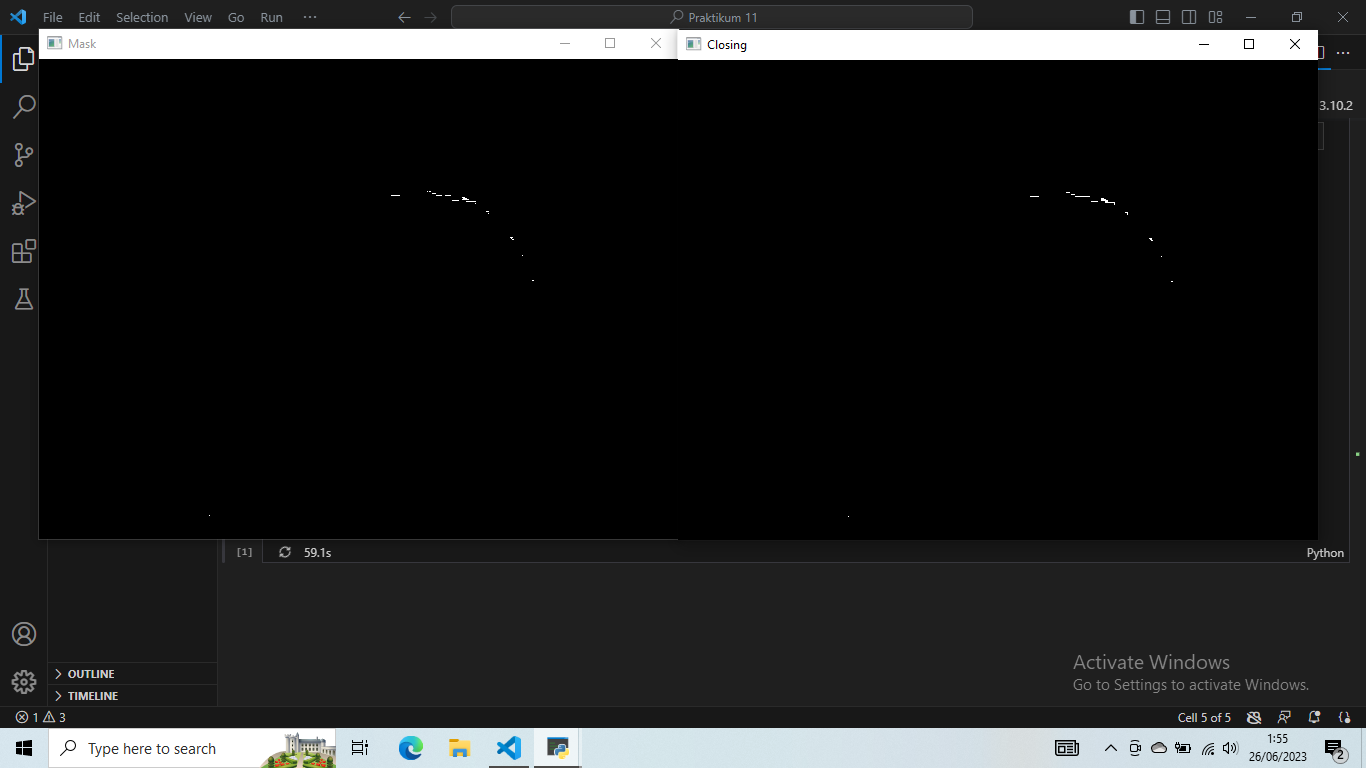 File Edit Selection View Go Run ···
Praktikum 11
Mask
Closing
3.10.2
[1] 59.1s
Python
OUTLINE
TIMELINE
Activate Windows
Go to Settings to activate Windows.
1 3
Cell 5 of 5
Type here to search
1:55
26/06/2023
2